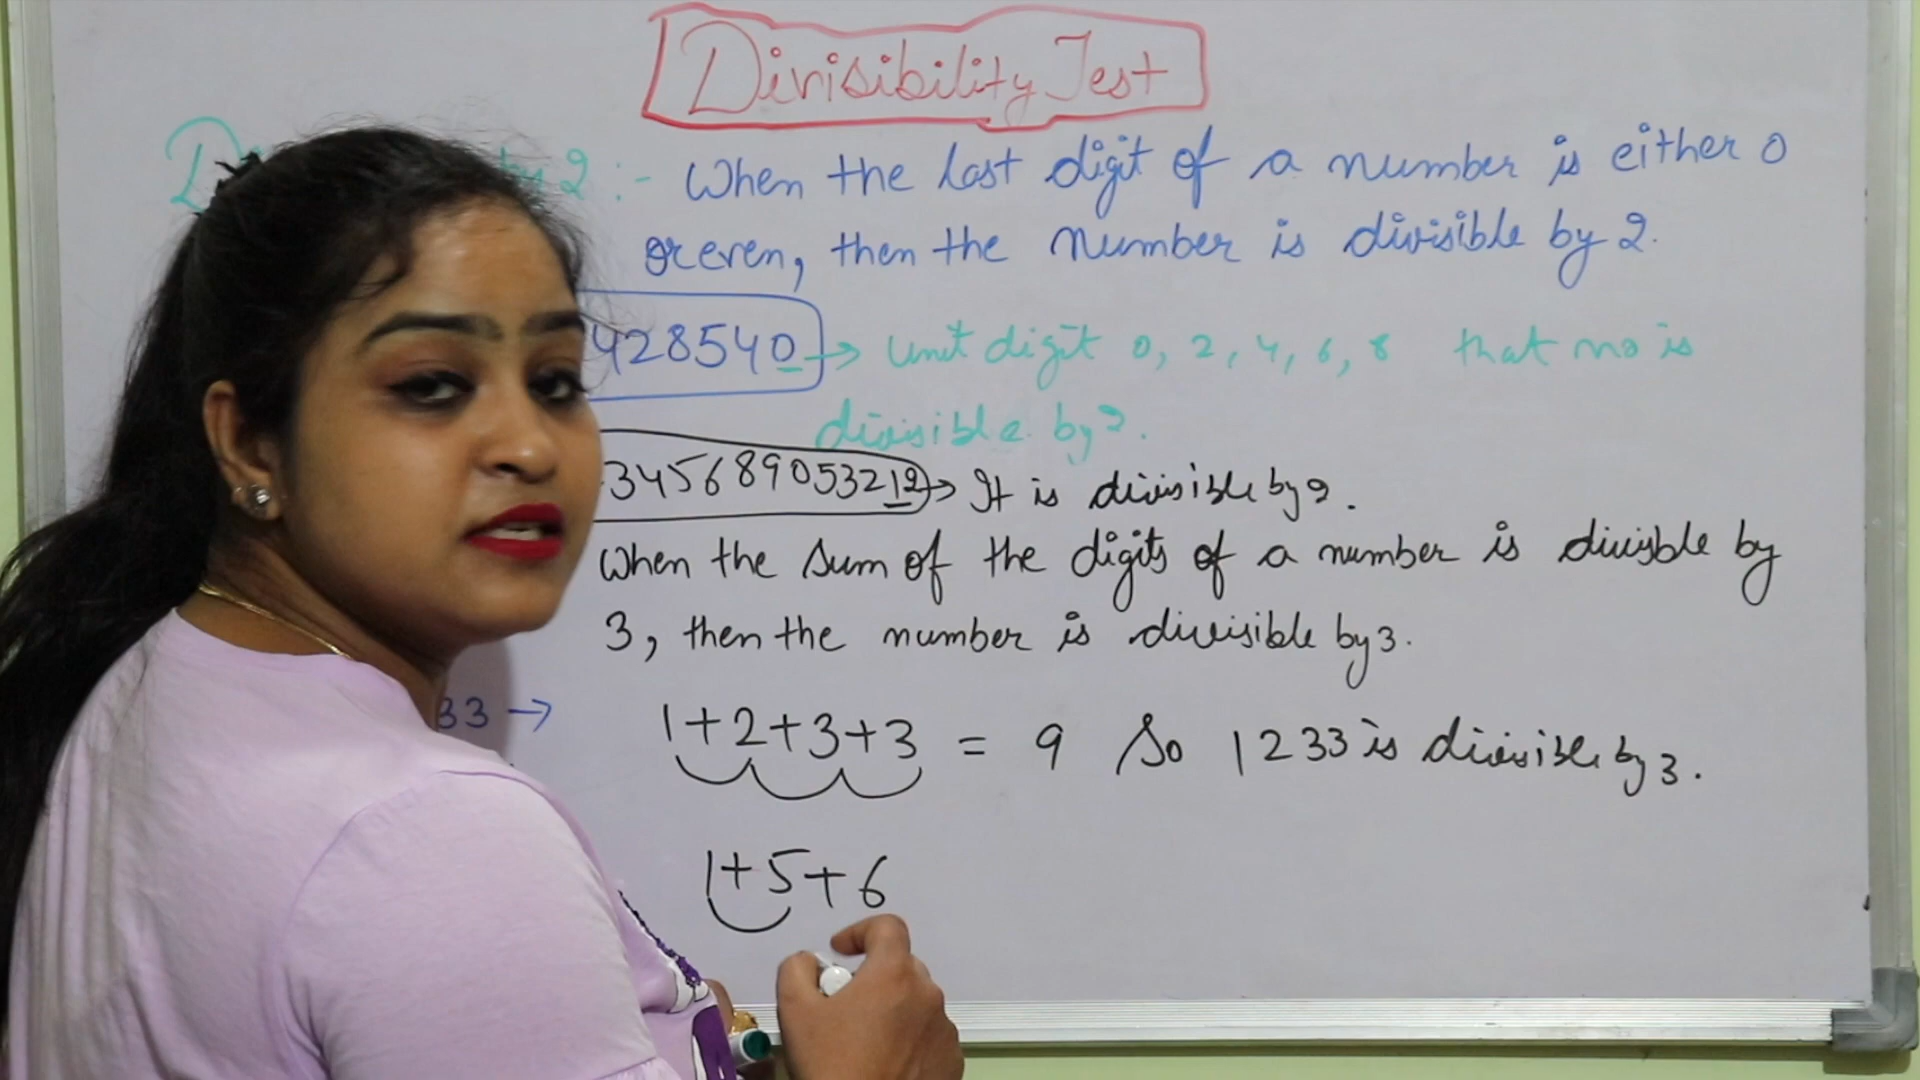 Divisibility Test
by 2 :- When the last digit of a number is either 0
or even, then the number is divisible by 2.
428540 → Unit digit 0, 2, 4, 6, 8 that no is
divisible by 2.
345689053212 → It is divisible by 2.
When the sum of the digits of a number is divisible by
3, then the number is divisible by 3.
33 → 1+2+3+3 = 9 So 1233 is divisible by 3.
1+5+6